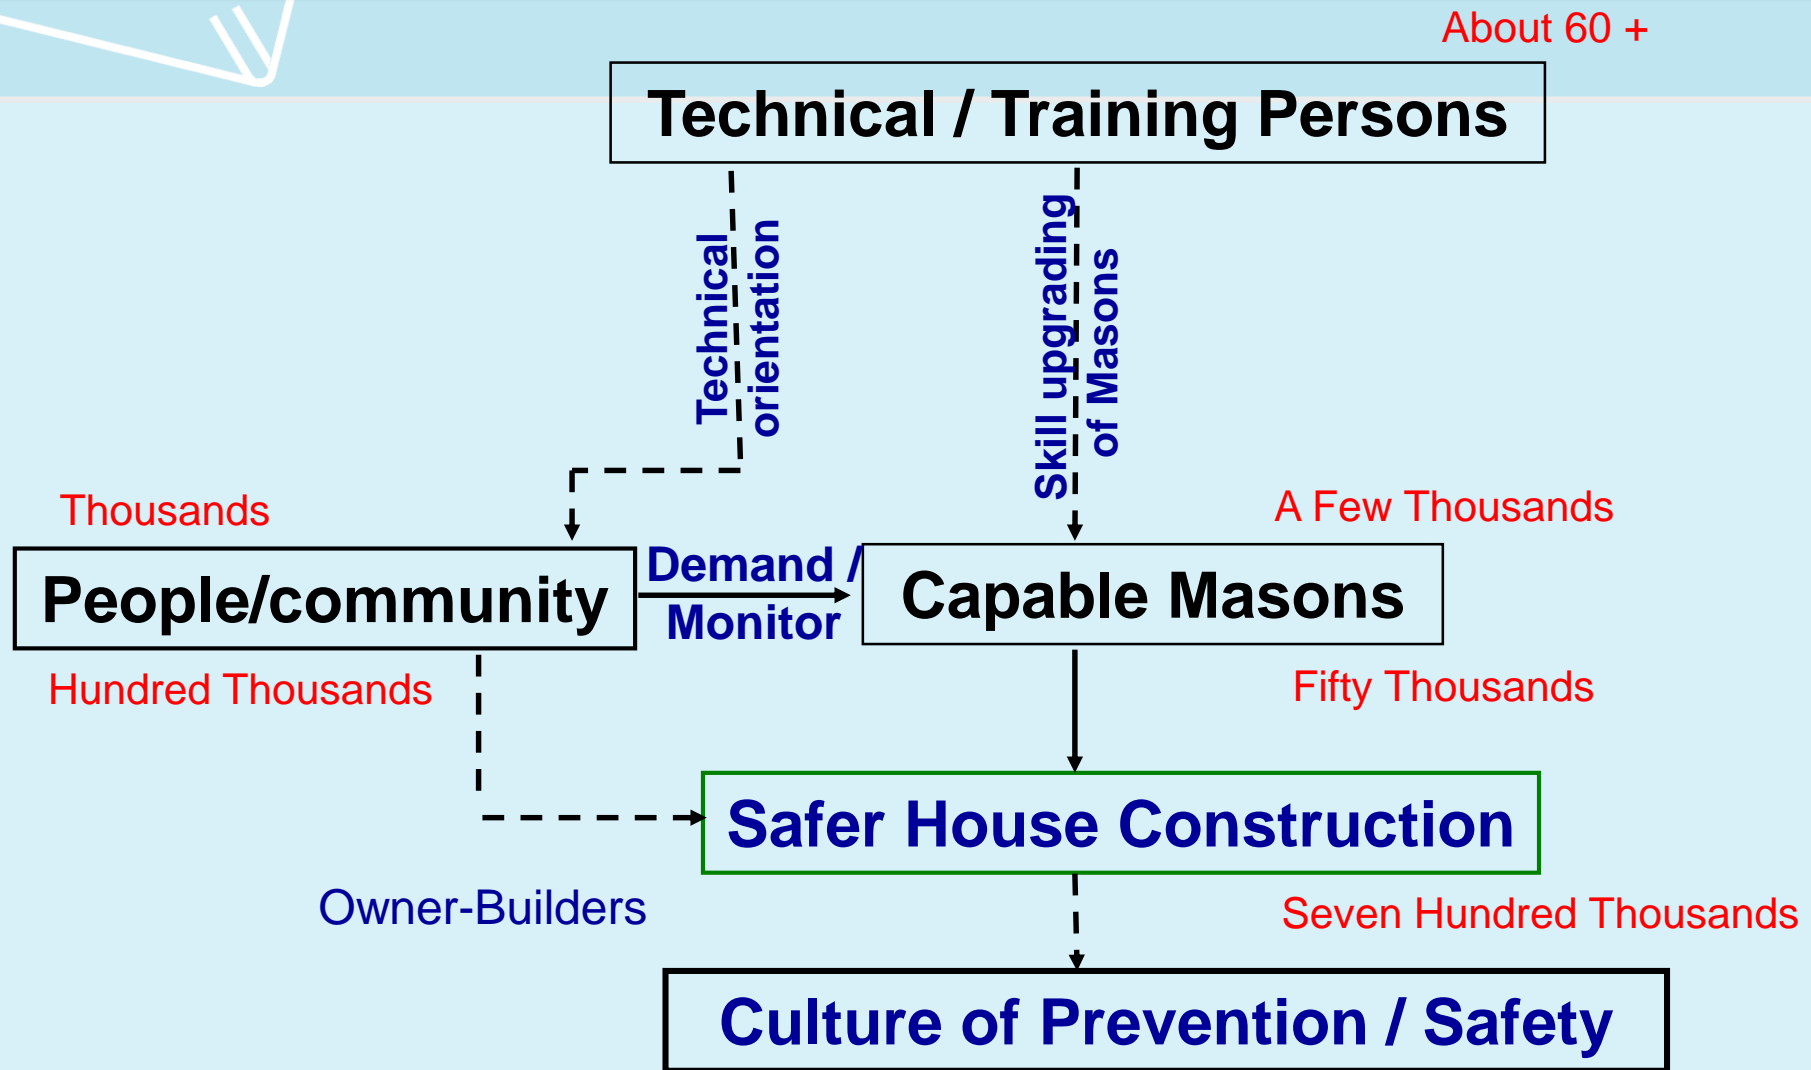 About 60 +
Technical / Training Persons
Technical
orientation
Skill upgrading
of Masons
Thousands
A Few Thousands
People/community
Demand /
Monitor
Capable Masons
Hundred Thousands
Fifty Thousands
Safer House Construction
Owner-Builders
Seven Hundred Thousands
Culture of Prevention / Safety